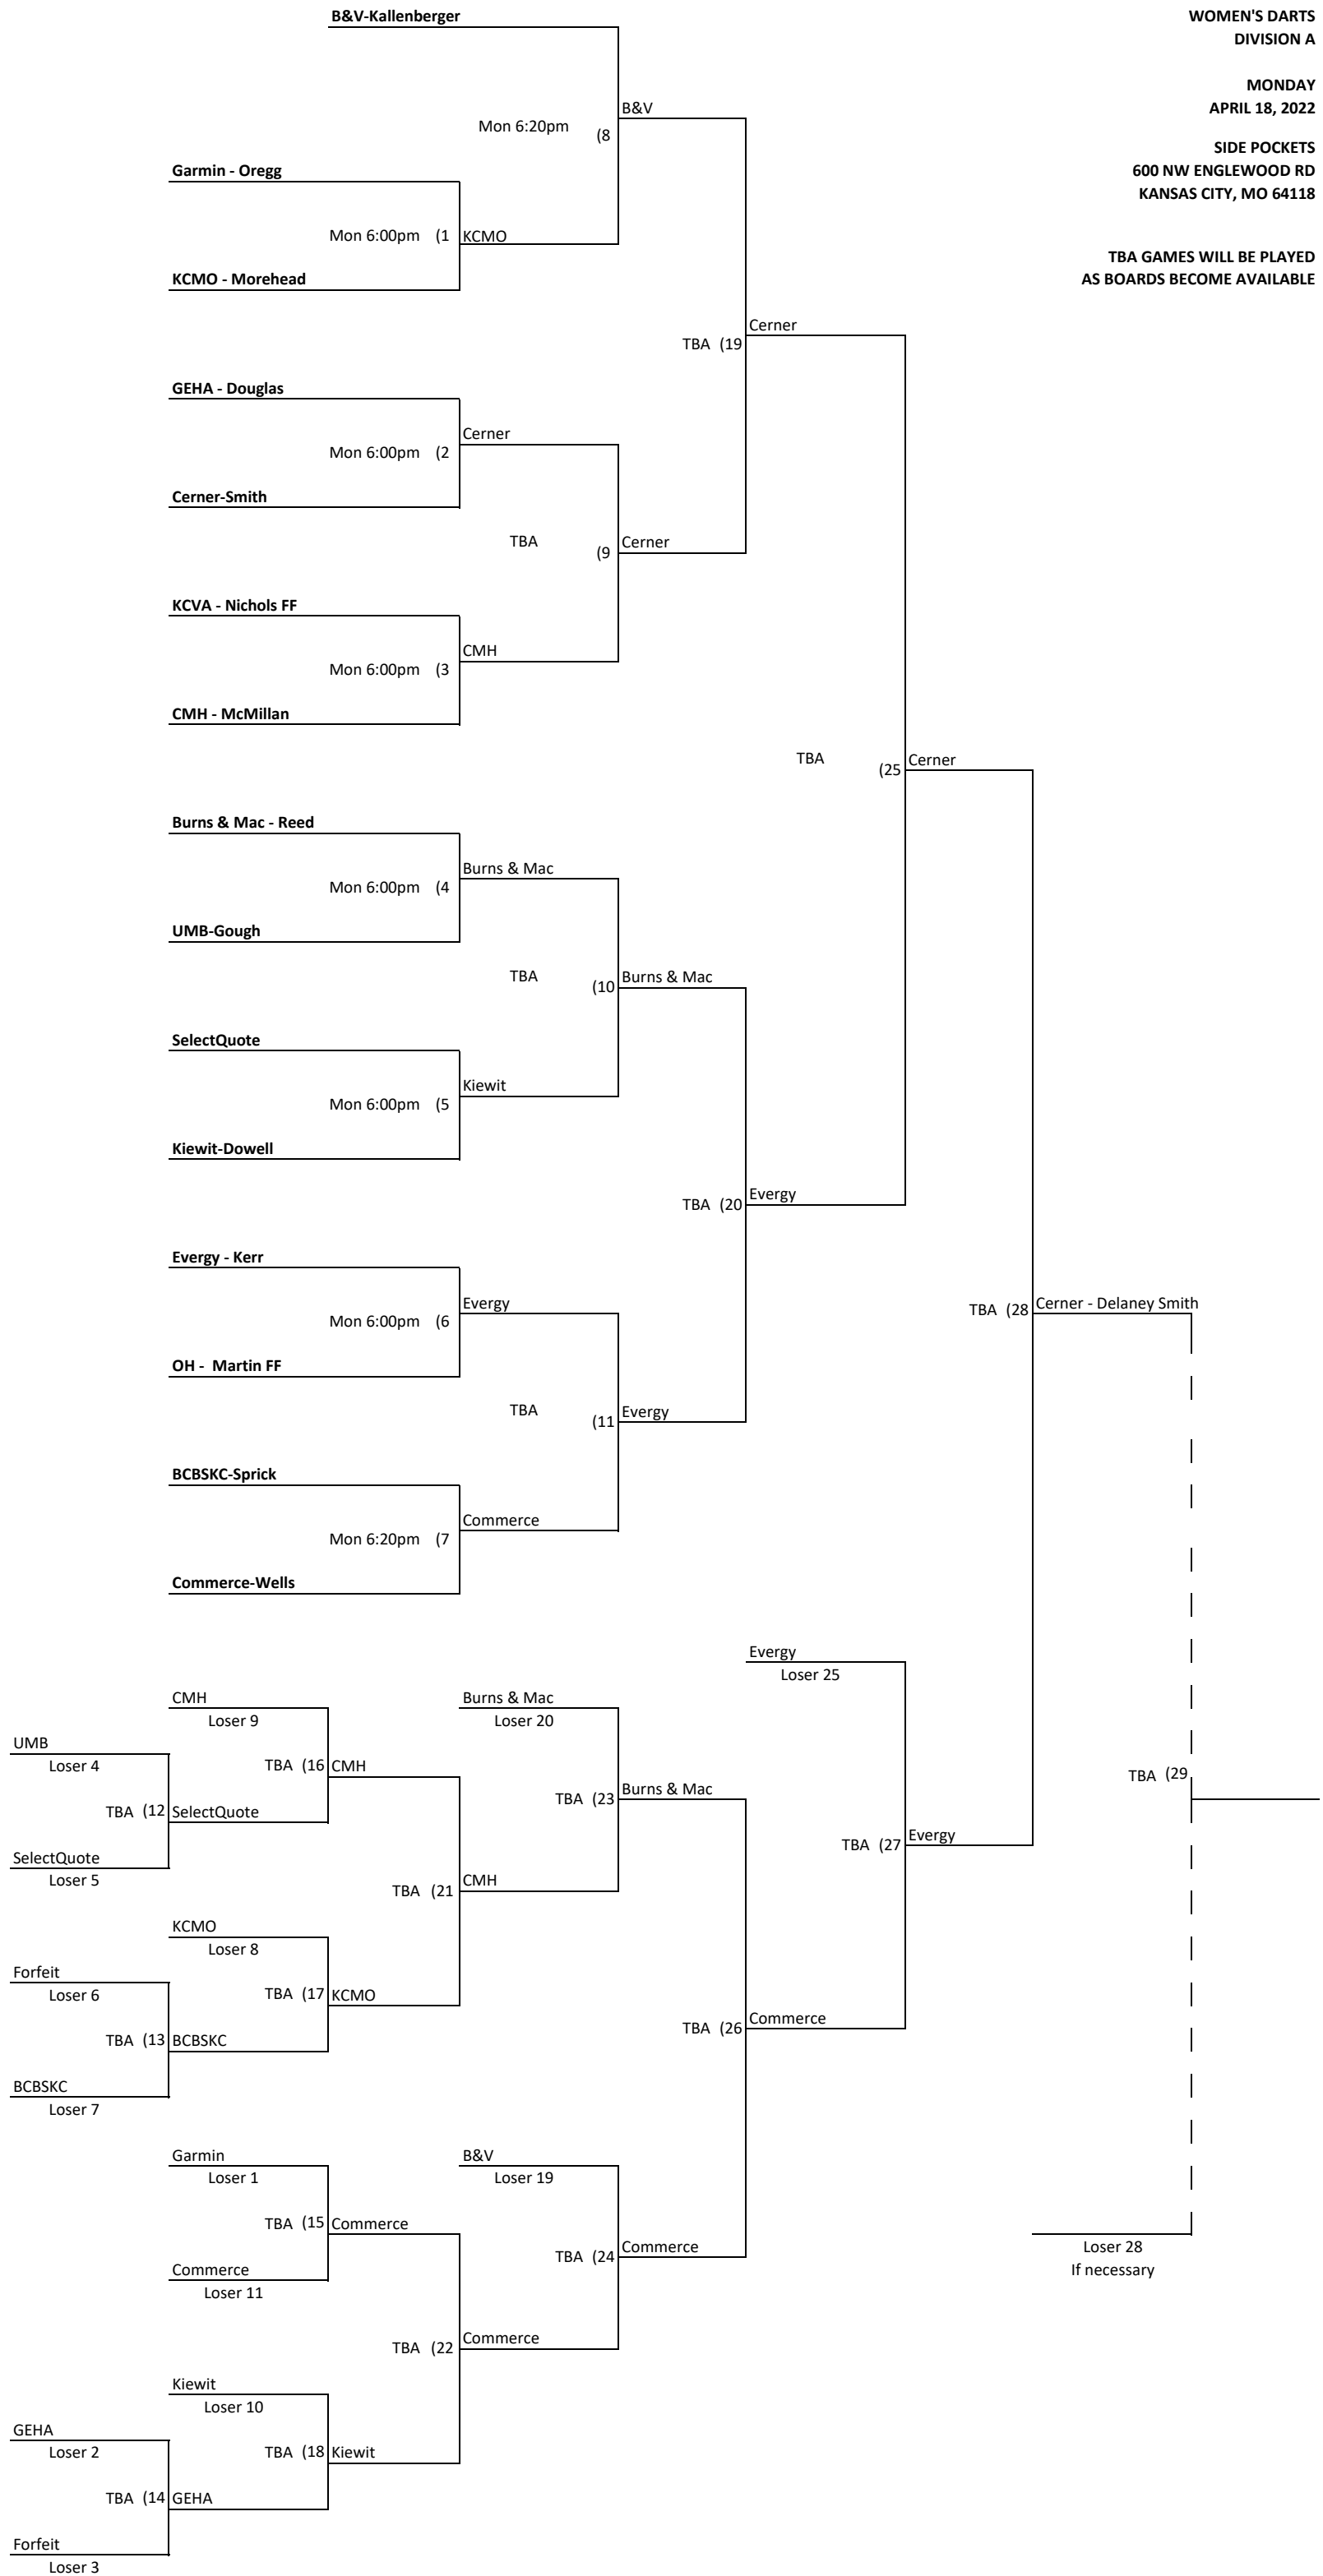 B&V-Kallenberger
WOMEN'S DARTS
DIVISION A
MONDAY
APRIL 18, 2022
B&V
Mon 6:20pm (8
SIDE POCKETS
600 NW ENGLEWOOD RD
KANSAS CITY, MO 64118
Garmin - Oregg
Mon 6:00pm (1 KCMO
KCMO - Morehead
TBA GAMES WILL BE PLAYED
AS BOARDS BECOME AVAILABLE
Cerner
TBA (19
GEHA - Douglas
Cerner
Mon 6:00pm (2
Cerner-Smith
TBA (9 Cerner
KCVA - Nichols FF
CMH
Mon 6:00pm (3
CMH - McMillan
TBA (25 Cerner
Burns & Mac - Reed
Burns & Mac
Mon 6:00pm (4
UMB-Gough
TBA (10 Burns & Mac
SelectQuote
Kiewit
Mon 6:00pm (5
Kiewit-Dowell
TBA (20 Evergy
Evergy - Kerr
Evergy
Mon 6:00pm (6
TBA (28 Cerner - Delaney Smith
OH -  Martin FF
TBA (11 Evergy
BCBSKC-Sprick
Commerce
Mon 6:20pm (7
Commerce-Wells
Evergy
Loser 25
CMH
Loser 9
Burns & Mac
Loser 20
UMB
Loser 4
TBA (16 CMH
TBA (12 SelectQuote
TBA (23 Burns & Mac
TBA (29
SelectQuote
Loser 5
TBA (27 Evergy
TBA (21 CMH
KCMO
Loser 8
Forfeit
Loser 6
TBA (17 KCMO
TBA (13 BCBSKC
TBA (26 Commerce
BCBSKC
Loser 7
Garmin
Loser 1
B&V
Loser 19
TBA (15 Commerce
TBA (24 Commerce
Loser 28
If necessary
Commerce
Loser 11
TBA (22 Commerce
Kiewit
Loser 10
GEHA
Loser 2
TBA (18 Kiewit
TBA (14 GEHA
Forfeit
Loser 3